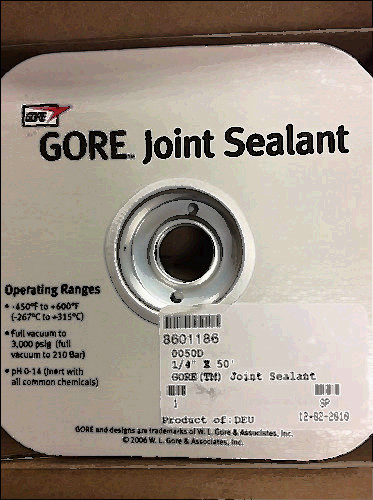 GORE
GORE™ Joint Sealant
Operating Ranges
• -450°F to +600°F
(-267°C to +315°C)
• full vacuum to
3,000 psig (full
vacuum to 210 Bar)
• pH 0-14 (inert with
all common chemicals)
8601186
0050D
1/4" X 50'
GORE(TM) Joint Sealant
1
SP
Product of: DEU
12-02-2010
GORE and designs are trademarks of W. L. Gore & Associates, Inc.
© 2006 W. L. Gore & Associates, Inc.